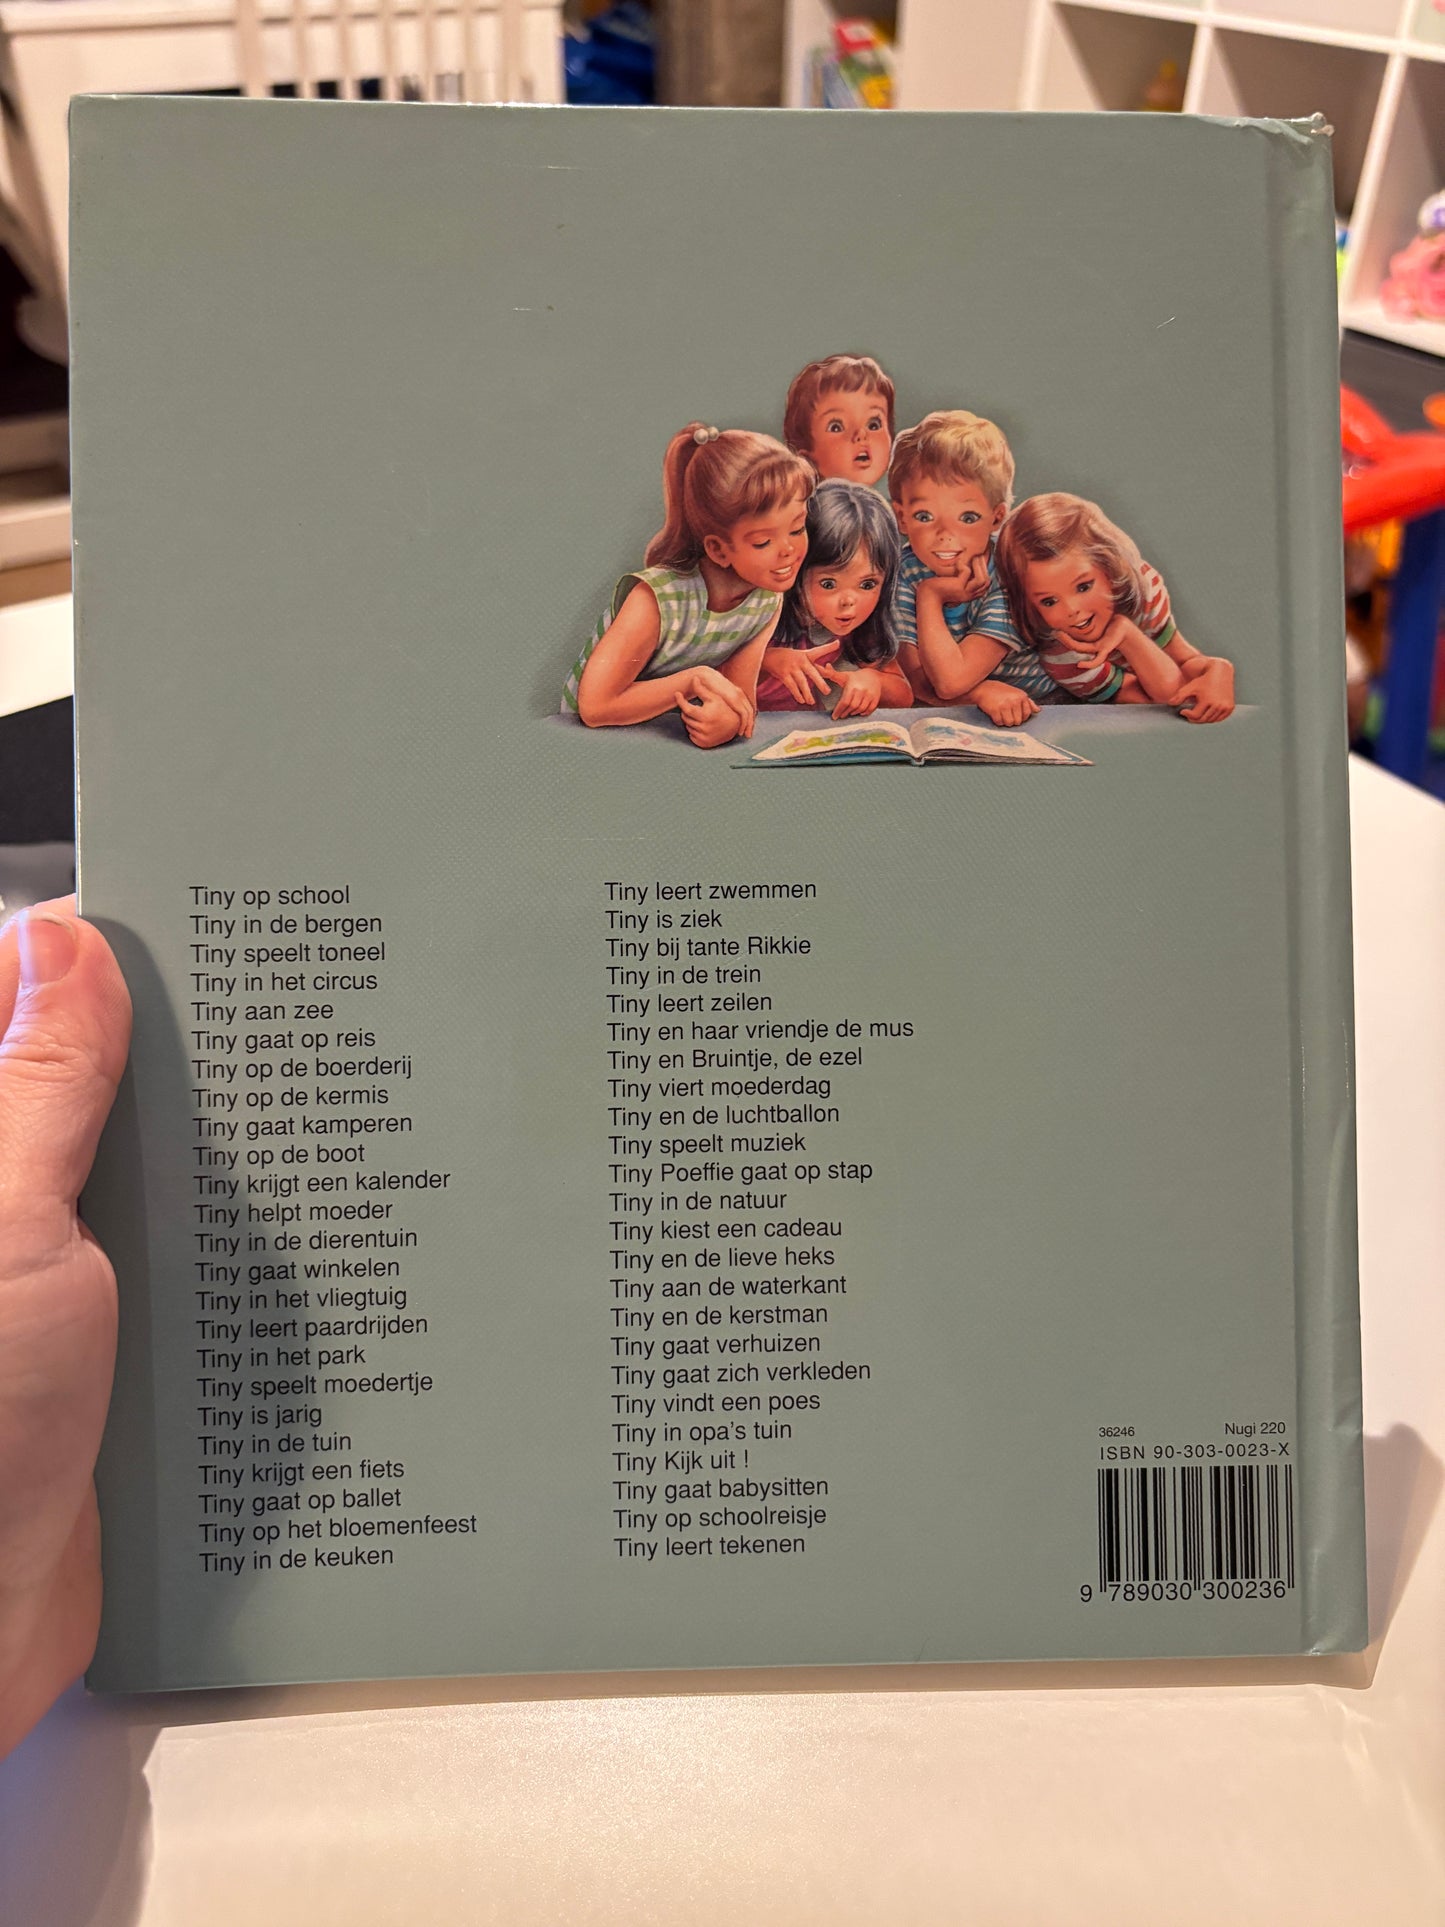 Tiny op school
Tiny in de bergen
Tiny speelt toneel
Tiny in het circus
Tiny aan zee
Tiny gaat op reis
Tiny op de boerderij
Tiny op de kermis
Tiny gaat kamperen
Tiny op de boot
Tiny krijgt een kalender
Tiny helpt moeder
Tiny in de dierentuin
Tiny gaat winkelen
Tiny in het vliegtuig
Tiny leert paardrijden
Tiny in het park
Tiny speelt moedertje
Tiny is jarig
Tiny in de tuin
Tiny krijgt een fiets
Tiny gaat op ballet
Tiny op het bloemenfeest
Tiny in de keuken
Tiny leert zwemmen
Tiny is ziek
Tiny bij tante Rikkie
Tiny in de trein
Tiny leert zeilen
Tiny en haar vriendje de mus
Tiny en Bruintje, de ezel
Tiny viert moederdag
Tiny en de luchtballon
Tiny speelt muziek
Tiny Poeffie gaat op stap
Tiny in de natuur
Tiny kiest een cadeau
Tiny en de lieve heks
Tiny aan de waterkant
Tiny en de kerstman
Tiny gaat verhuizen
Tiny gaat zich verkleden
Tiny vindt een poes
Tiny in opa's tuin
Tiny Kijk uit !
Tiny gaat babysitten
Tiny op schoolreisje
Tiny leert tekenen
36246 Nugi 220
ISBN 90-303-0023-X
9 789030 300236